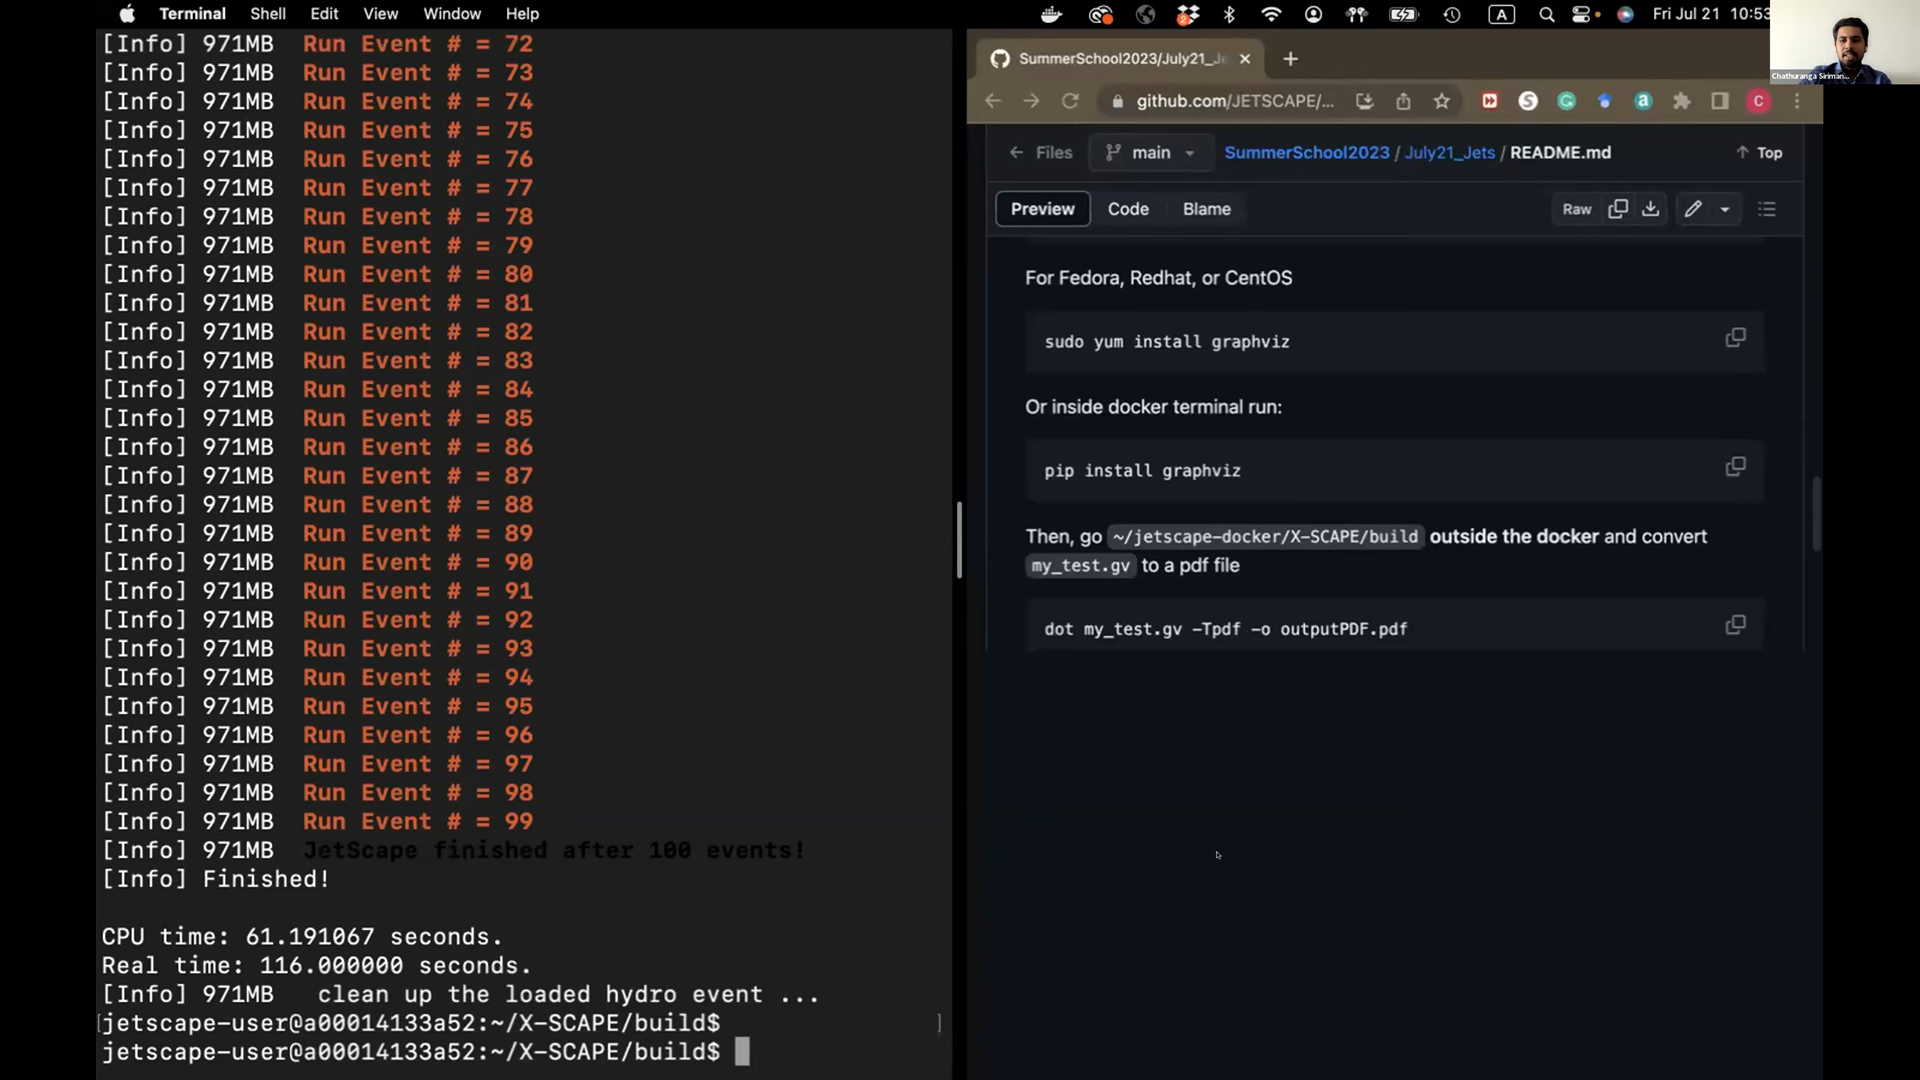 Terminal Shell Edit View Window Help
A Fri Jul 21 10:53
[Info] 971MB Run Event # = 72
[Info] 971MB Run Event # = 73
[Info] 971MB Run Event # = 74
[Info] 971MB Run Event # = 75
[Info] 971MB Run Event # = 76
[Info] 971MB Run Event # = 77
[Info] 971MB Run Event # = 78
[Info] 971MB Run Event # = 79
[Info] 971MB Run Event # = 80
[Info] 971MB Run Event # = 81
[Info] 971MB Run Event # = 82
[Info] 971MB Run Event # = 83
[Info] 971MB Run Event # = 84
[Info] 971MB Run Event # = 85
[Info] 971MB Run Event # = 86
[Info] 971MB Run Event # = 87
[Info] 971MB Run Event # = 88
[Info] 971MB Run Event # = 89
[Info] 971MB Run Event # = 90
[Info] 971MB Run Event # = 91
[Info] 971MB Run Event # = 92
[Info] 971MB Run Event # = 93
[Info] 971MB Run Event # = 94
[Info] 971MB Run Event # = 95
[Info] 971MB Run Event # = 96
[Info] 971MB Run Event # = 97
[Info] 971MB Run Event # = 98
[Info] 971MB Run Event # = 99
[Info] 971MB JetScape finished after 100 events!
[Info] Finished!
CPU time: 61.191067 seconds.
Real time: 116.000000 seconds.
[Info] 971MB clean up the loaded hydro event ...
[jetscape-user@a00014133a52:~/X-SCAPE/build$ ]
jetscape-user@a00014133a52:~/X-SCAPE/build$
SummerSchool2023/July21_Je
github.com/JETSCAPE/...
Files main SummerSchool2023 / July21_Jets / README.md Top
Preview Code Blame Raw
For Fedora, Redhat, or CentOS
sudo yum install graphviz
Or inside docker terminal run:
pip install graphviz
Then, go ~/jetscape-docker/X-SCAPE/build outside the docker and convert
my_test.gv to a pdf file
dot my_test.gv -Tpdf -o outputPDF.pdf
Chathuranga Siriman...